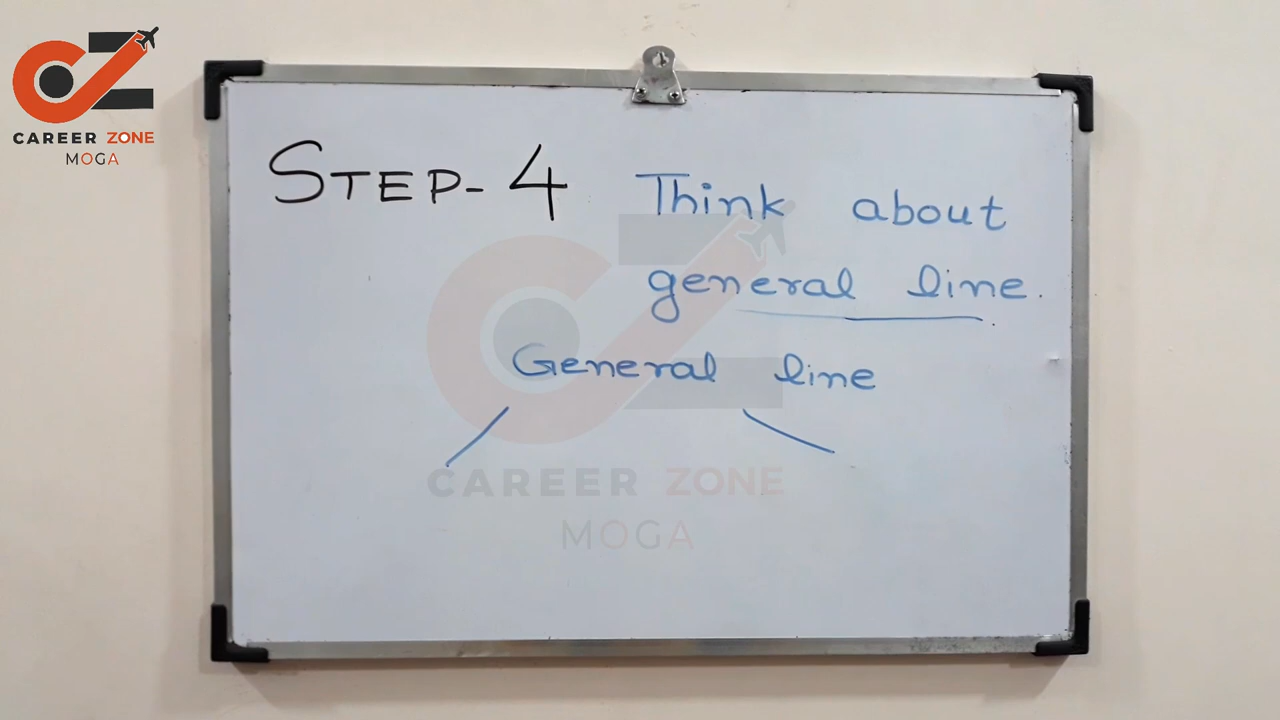 CAREER ZONE
MOGA
STEP-4 Think about
general line.
General line
CAREER ZONE
MOGA